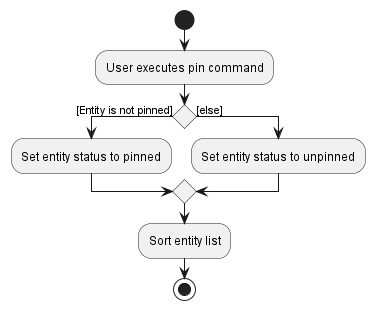 User executes pin command
[Entity is not pinned]
[else]
Set entity status to pinned
Set entity status to unpinned
Sort entity list